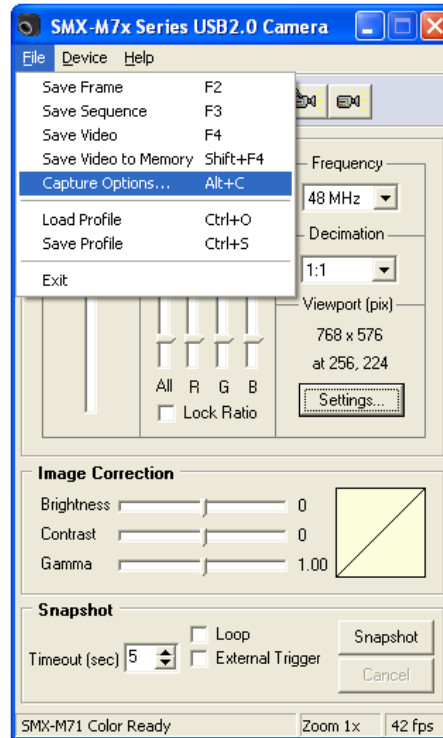 SMX-M7x Series USB2.0 Camera
File Device Help
Save Frame F2
Save Sequence F3
Save Video F4
Save Video to Memory Shift+F4
Capture Options... Alt+C
Load Profile Ctrl+O
Save Profile Ctrl+S
Exit
Frequency
48 MHz
Decimation
1:1
Viewport (pix)
768 x 576
at 256, 224
Settings...
All R G B
Lock Ratio
Image Correction
Brightness 0
Contrast 0
Gamma 1.00
Snapshot
Timeout (sec) 5
Loop
External Trigger
Snapshot
Cancel
SMX-M71 Color Ready Zoom 1x 42 fps